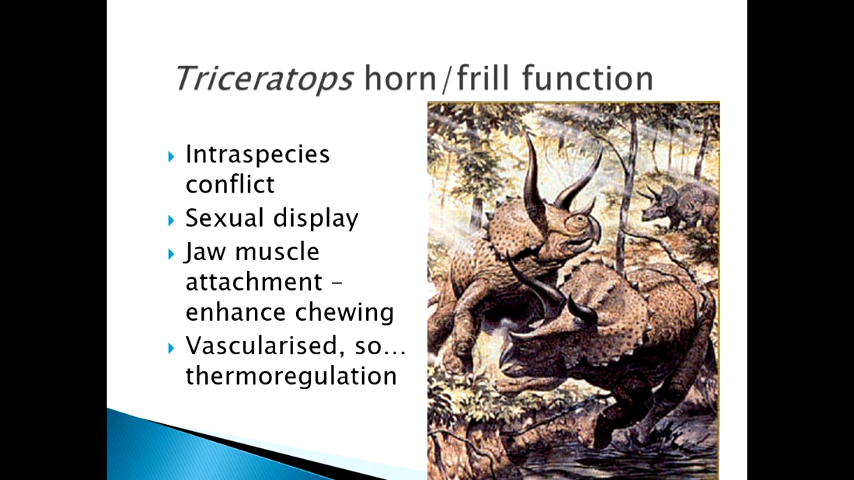 Triceratops horn/frill function
Intraspecies
conflict
Sexual display
Jaw muscle
attachment –
enhance chewing
Vascularised, so…
thermoregulation